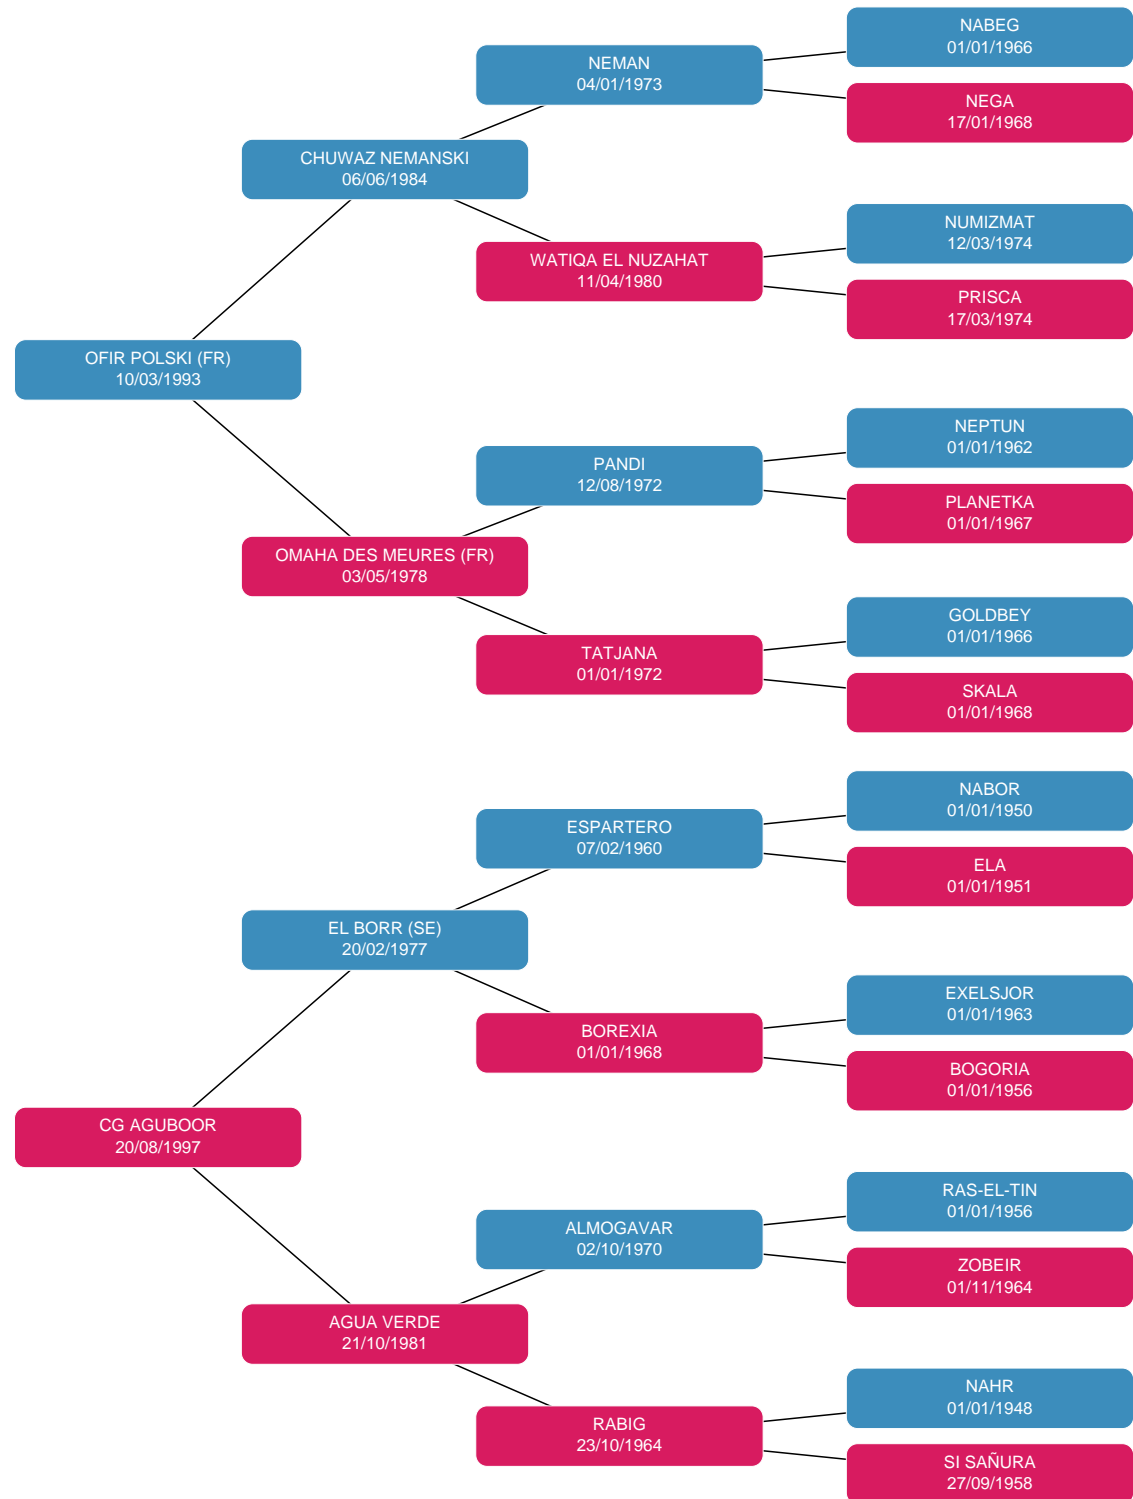 NABEG
01/01/1966
NEMAN
04/01/1973
NEGA
17/01/1968
CHUWAZ NEMANSKI
06/06/1984
NUMIZMAT
12/03/1974
WATIQA EL NUZAHAT
11/04/1980
PRISCA
17/03/1974
OFIR POLSKI (FR)
10/03/1993
NEPTUN
01/01/1962
PANDI
12/08/1972
PLANETKA
01/01/1967
OMAHA DES MEURES (FR)
03/05/1978
GOLDBEY
01/01/1966
TATJANA
01/01/1972
SKALA
01/01/1968
NABOR
01/01/1950
ESPARTERO
07/02/1960
ELA
01/01/1951
EL BORR (SE)
20/02/1977
EXELSJOR
01/01/1963
BOREXIA
01/01/1968
BOGORIA
01/01/1956
CG AGUBOOR
20/08/1997
RAS-EL-TIN
01/01/1956
ALMOGAVAR
02/10/1970
ZOBEIR
01/11/1964
AGUA VERDE
21/10/1981
NAHR
01/01/1948
RABIG
23/10/1964
SI SAÑURA
27/09/1958